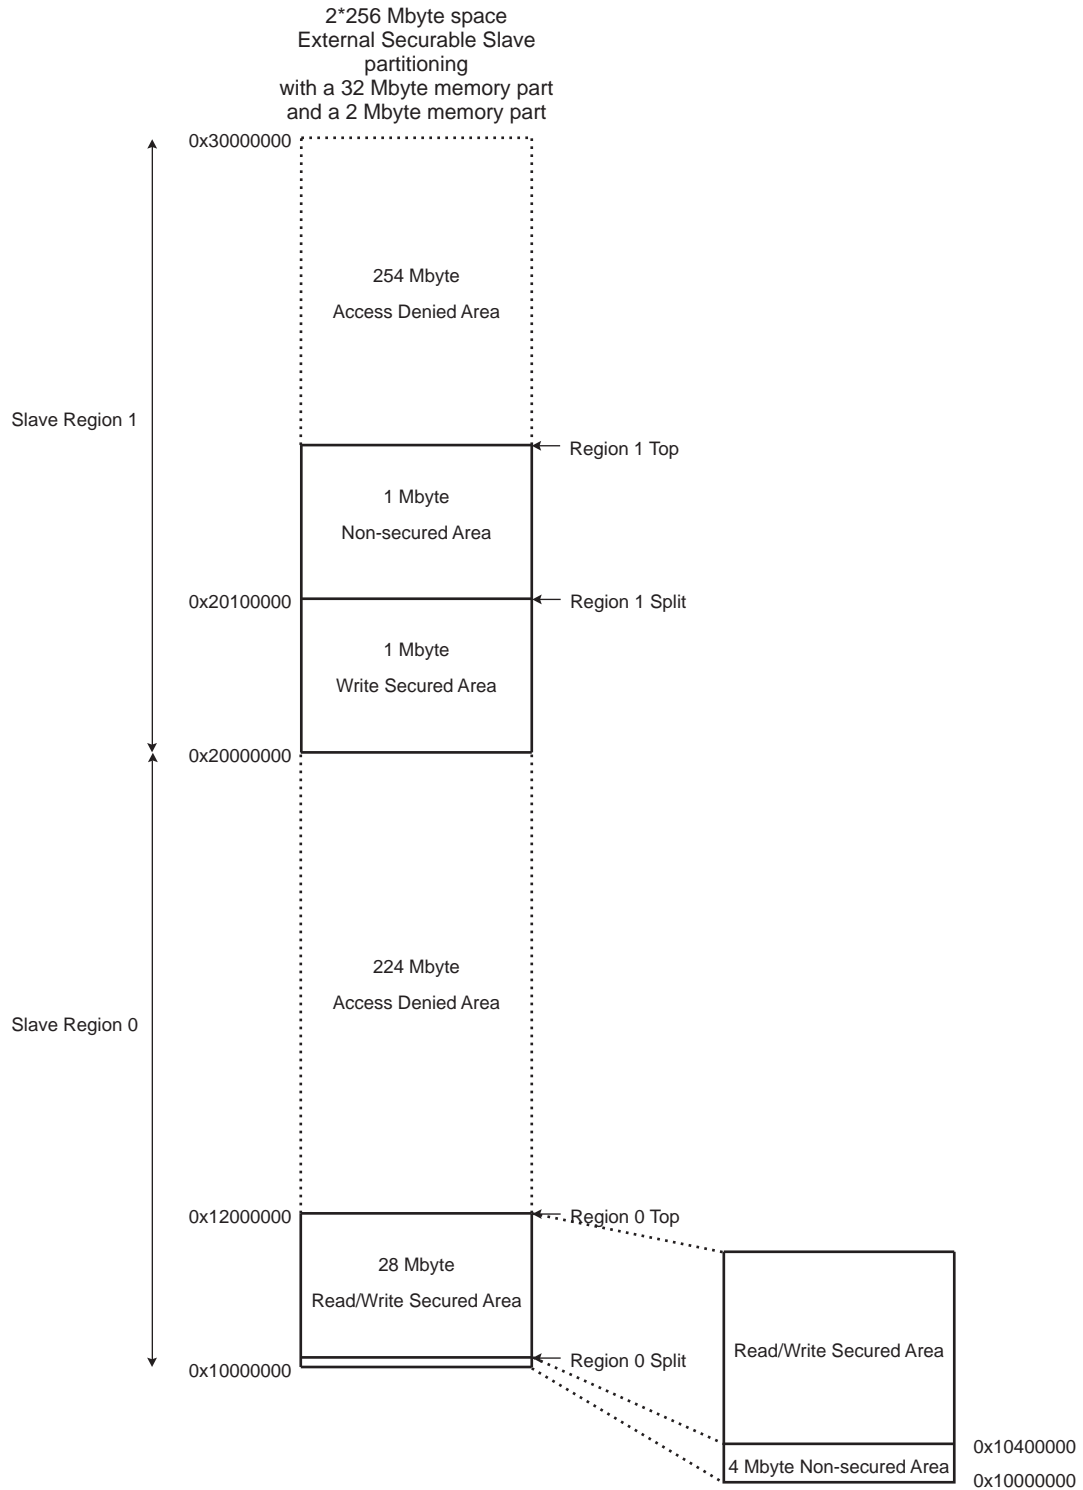 2*256 Mbyte space
External Securable Slave
partitioning
with a 32 Mbyte memory part
and a 2 Mbyte memory part
0x30000000
254 Mbyte
Access Denied Area
Slave Region 1
Region 1 Top
1 Mbyte
Non-secured Area
0x20100000
Region 1 Split
1 Mbyte
Write Secured Area
0x20000000
224 Mbyte
Access Denied Area
Slave Region 0
0x12000000
Region 0 Top
28 Mbyte
Read/Write Secured Area
Region 0 Split
0x10000000
Read/Write Secured Area
0x10400000
4 Mbyte Non-secured Area
0x10000000